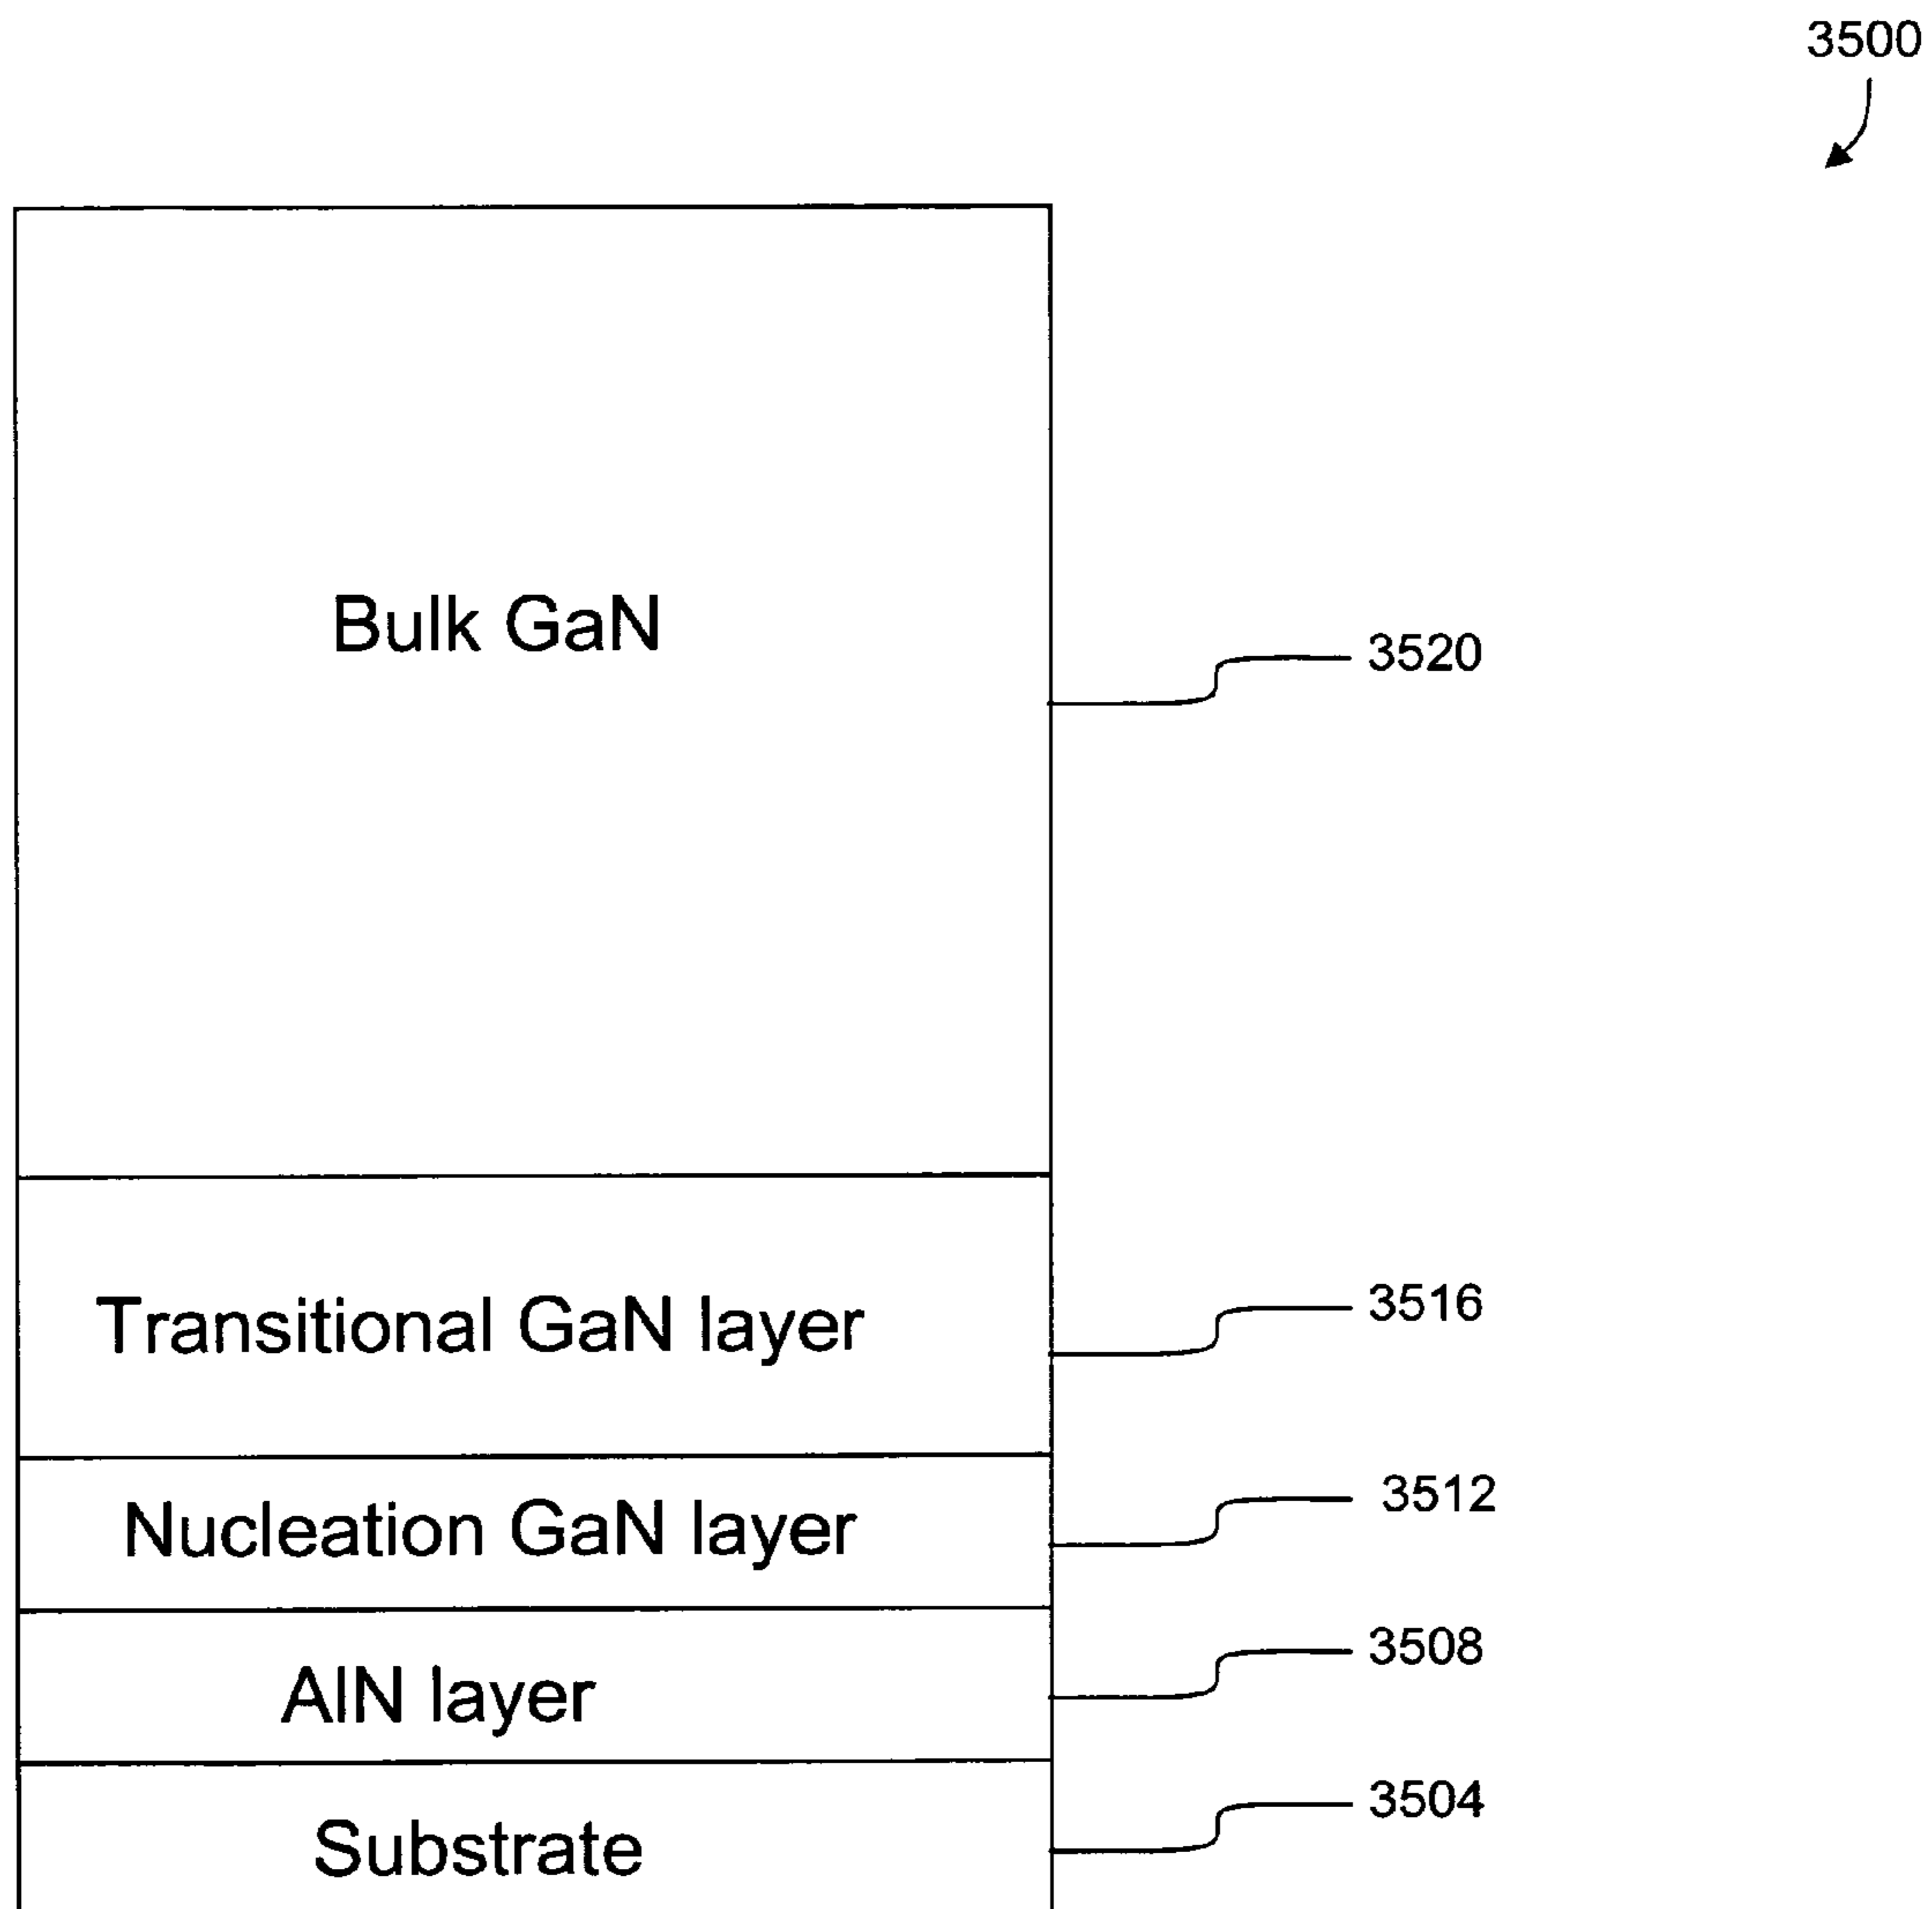 3500
Bulk GaN
3520
Transitional GaN layer
3516
Nucleation GaN layer
3512
AlN layer
3508
Substrate
3504